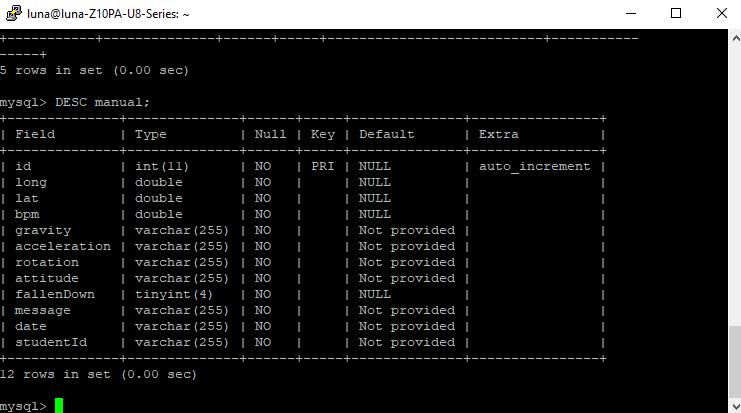 luna@luna-Z10PA-U8-Series: ~
+------------+--------------+------+-----+---------------------------+-----------
-----+
5 rows in set (0.00 sec)
mysql> DESC manual;
+--------------+--------------+------+-----+--------------+----------------+
| Field        | Type         | Null | Key | Default      | Extra          |
+--------------+--------------+------+-----+--------------+----------------+
| id           | int(11)      | NO   | PRI | NULL         | auto_increment |
| long         | double       | NO   |     | NULL         |                |
| lat          | double       | NO   |     | NULL         |                |
| bpm          | double       | NO   |     | NULL         |                |
| gravity      | varchar(255) | NO   |     | Not provided |                |
| acceleration | varchar(255) | NO   |     | Not provided |                |
| rotation     | varchar(255) | NO   |     | Not provided |                |
| attitude     | varchar(255) | NO   |     | Not provided |                |
| fallenDown   | tinyint(4)   | NO   |     | NULL         |                |
| message      | varchar(255) | NO   |     | Not provided |                |
| date         | varchar(255) | NO   |     | Not provided |                |
| studentId    | varchar(255) | NO   |     | Not provided |                |
+--------------+--------------+------+-----+--------------+----------------+
12 rows in set (0.00 sec)
mysql>